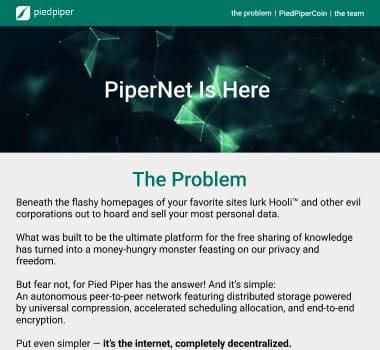 piedpiper
the problem | PiedPiperCoin | the team
PiperNet Is Here
The Problem
Beneath the flashy homepages of your favorite sites lurk Hooli™ and other evil
corporations out to hoard and sell your most personal data.
What was built to be the ultimate platform for the free sharing of knowledge
has turned into a money-hungry monster feasting on our privacy and
freedom.
But fear not, for Pied Piper has the answer! And it's simple:
An autonomous peer-to-peer network featuring distributed storage powered
by universal compression, accelerated scheduling allocation, and end-to-end
encryption.
Put even simpler — it's the internet, completely decentralized.